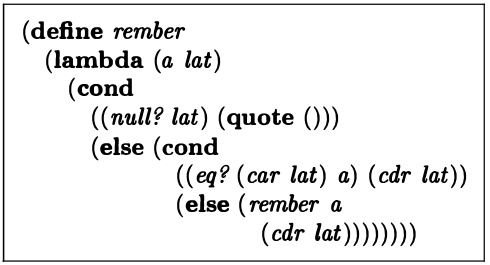 (define rember
(lambda (a lat)
(cond
((null? lat) (quote ()))
(else (cond
((eq? (car lat) a) (cdr lat))
(else (rember a
(cdr lat))))))))